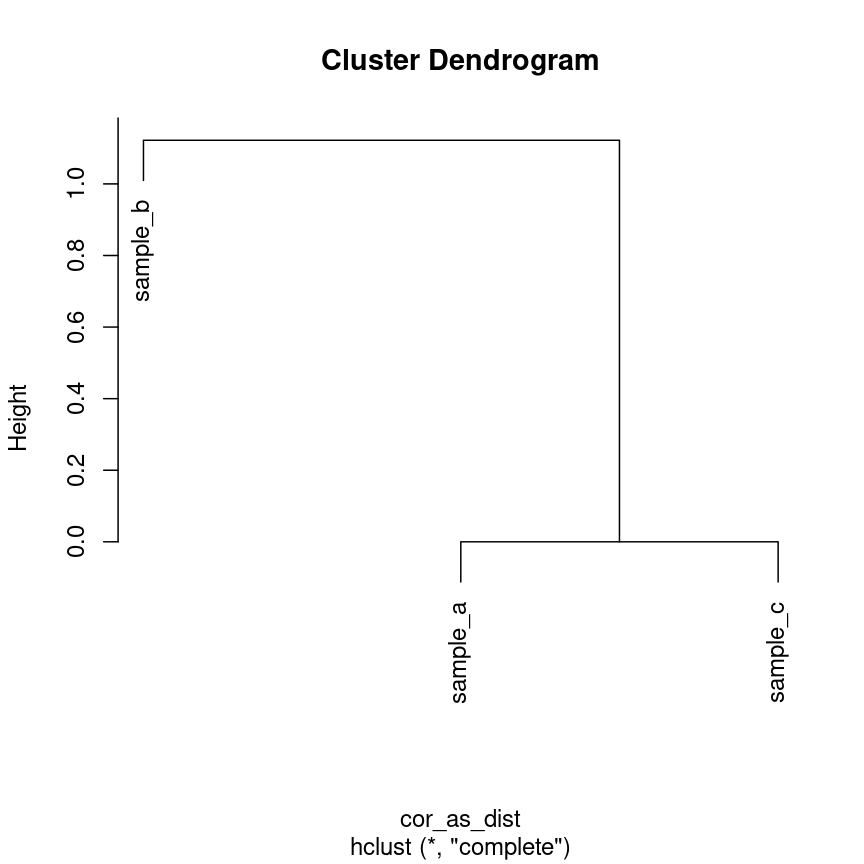 Cluster Dendrogram
Height
1.0
0.8
0.6
0.4
0.2
0.0
sample_b
sample_a
sample_c
cor_as_dist
hclust (*, "complete")